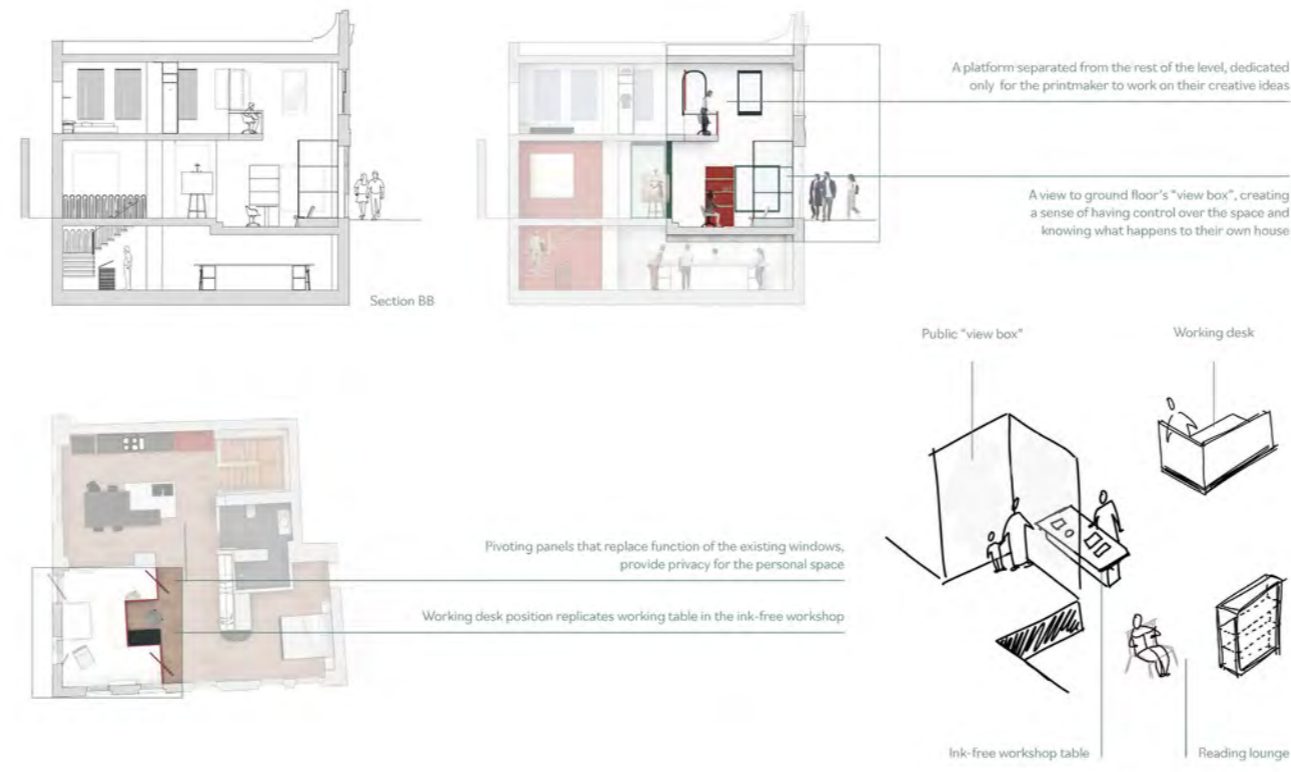 A platform separated from the rest of the level, dedicated
only for the printmaker to work on their creative ideas
A view to ground floor's "view box", creating
a sense of having control over the space and
knowing what happens to their own house
Section BB
Public "view box"
Working desk
Pivoting panels that replace function of the existing windows,
provide privacy for the personal space
Working desk position replicates working table in the ink-free workshop
Ink-free workshop table
Reading lounge